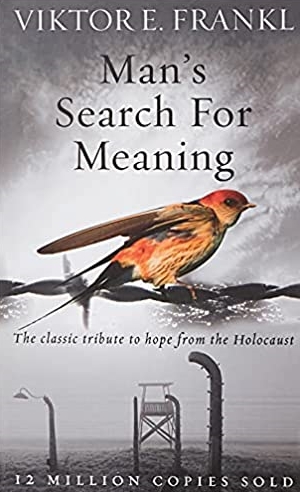 VIKTOR E. FRANKL
Man's
Search For
Meaning
The classic tribute to hope from the Holocaust
12 MILLION COPIES SOLD